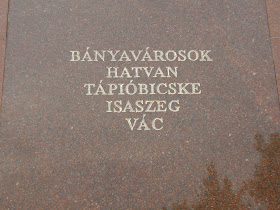 BÁNYAVÁROSOK
HATVAN
TÁPIÓBICSKE
ISASZEG
VÁC